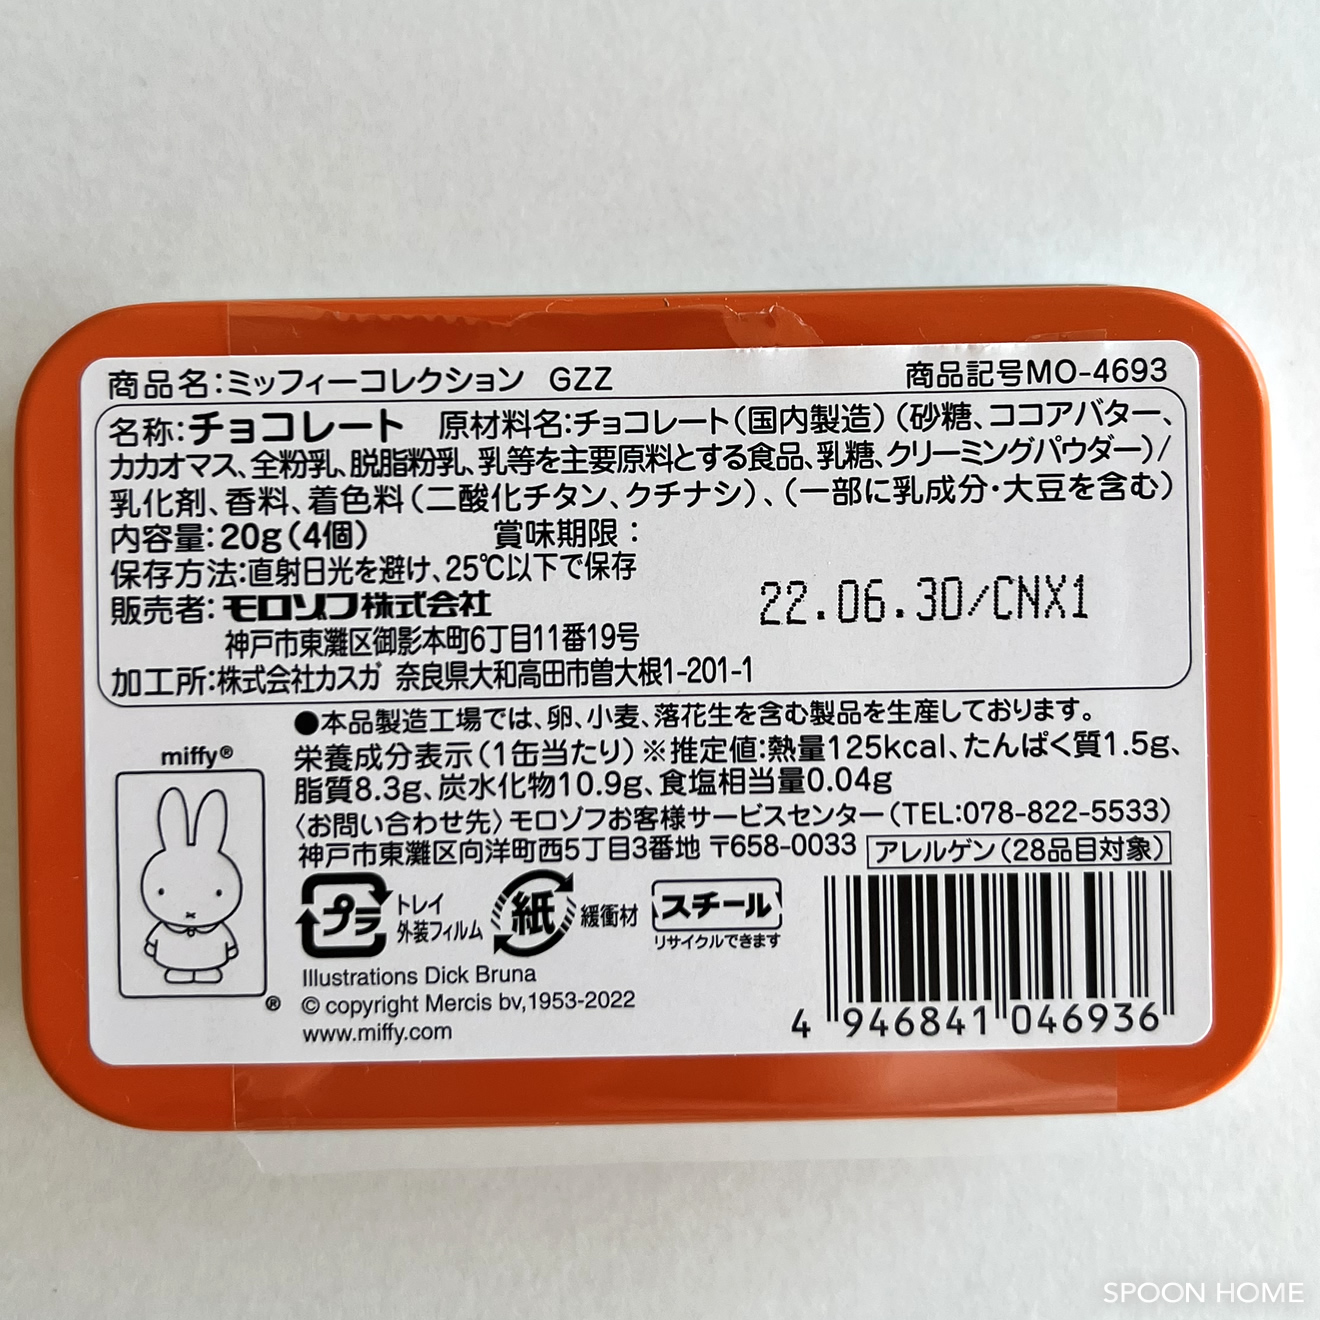 商品名:ミッフィーコレクション GZZ 商品記号MO-4693
名称:チョコレート 原材料名:チョコレート(国内製造)(砂糖、ココアバター、
カカオマス、全粉乳、脱脂粉乳、乳等を主要原料とする食品、乳糖、クリーミングパウダー)/
乳化剤、香料、着色料(二酸化チタン、クチナシ)、(一部に乳成分・大豆を含む)
内容量:20g(4個) 賞味期限:
保存方法:直射日光を避け、25℃以下で保存
22.06.30/CNX1
販売者:モロゾフ株式会社
神戸市東灘区御影本町6丁目11番19号
加工所:株式会社カスガ 奈良県大和高田市曽大根1-201-1
●本品製造工場では、卵、小麦、落花生を含む製品を生産しております。
栄養成分表示(1缶当たり)※推定値:熱量125kcal、たんぱく質1.5g、
脂質8.3g、炭水化物10.9g、食塩相当量0.04g
〈お問い合わせ先〉モロゾフお客様サービスセンター(TEL:078-822-5533)
神戸市東灘区向洋町西5丁目3番地 〒658-0033 アレルゲン(28品目対象)
miffy®
®
プラ トレイ
外装フィルム
紙 緩衝材
スチール
リサイクルできます
Illustrations Dick Bruna
© copyright Mercis bv,1953-2022
www.miffy.com
4 946841 046936
SPOON HOME